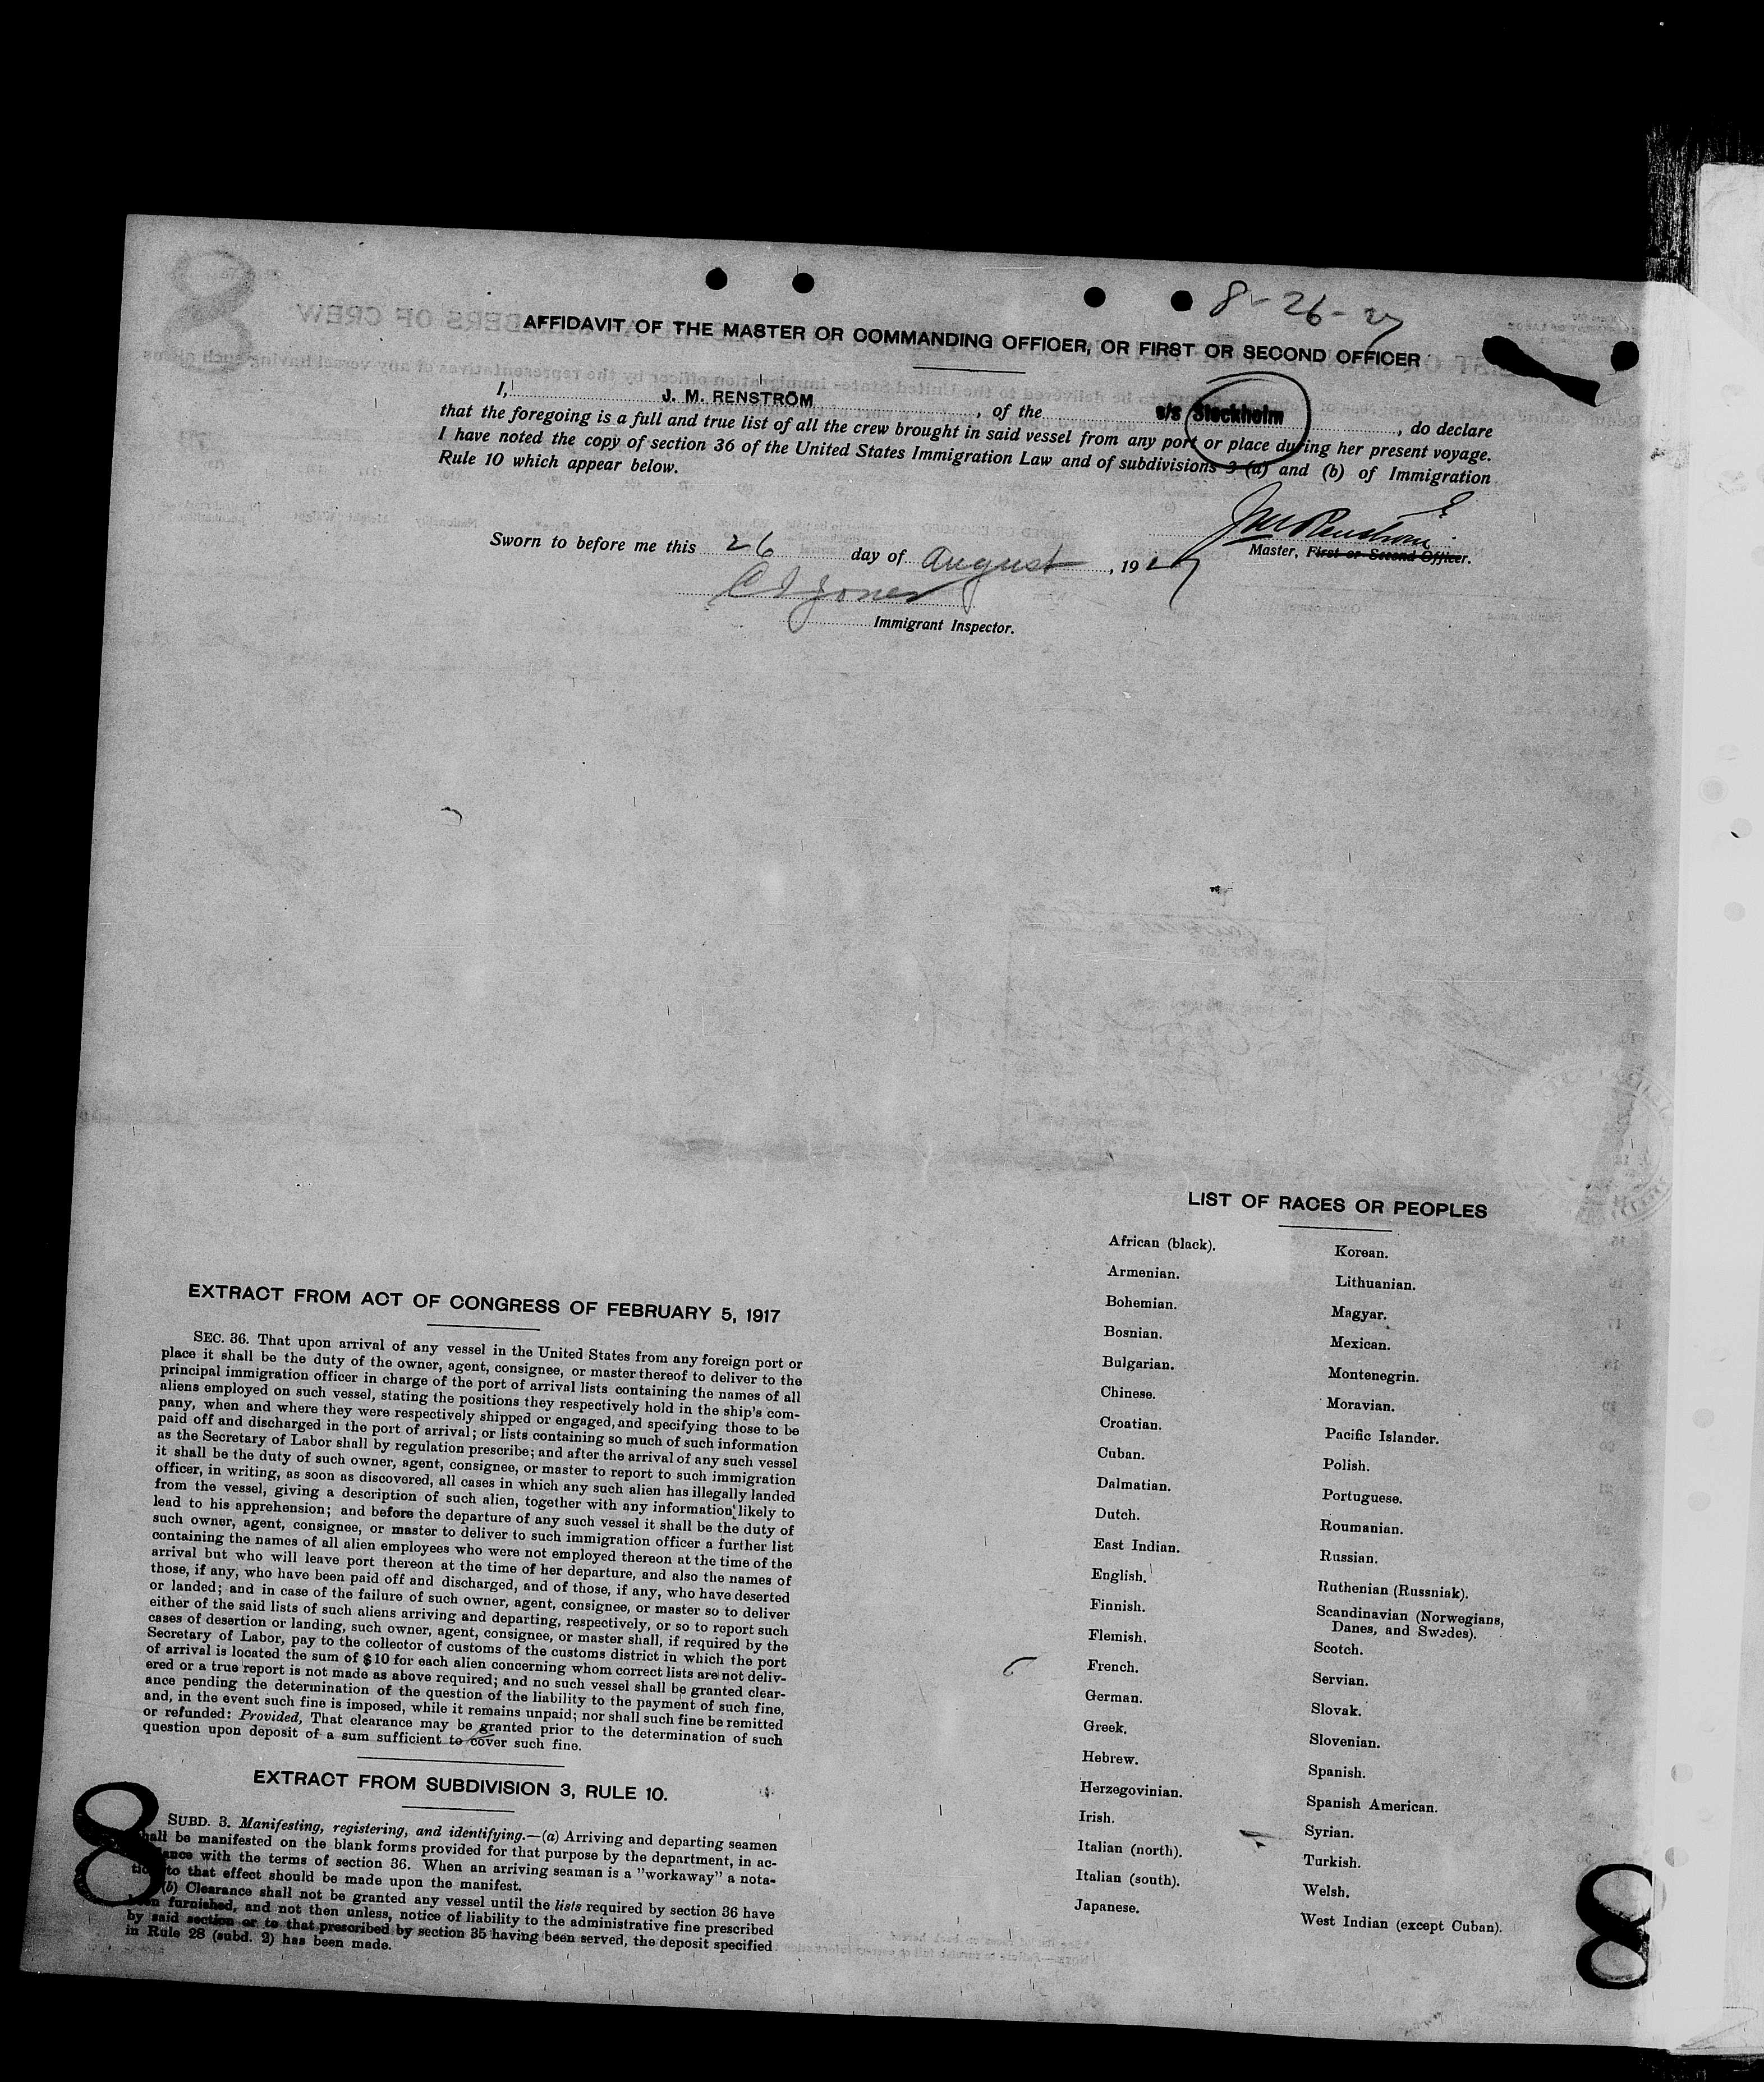 8
8-26-27
AFFIDAVIT OF THE MASTER OR COMMANDING OFFICER, OR FIRST OR SECOND OFFICER
I, J. M. RENSTRÖM, of the s/s Stockholm, do declare
that the foregoing is a full and true list of all the crew brought in said vessel from any port or place during her present voyage.
I have noted the copy of section 36 of the United States Immigration Law and of subdivisions 3 (a) and (b) of Immigration
Rule 10 which appear below.
J M Renström
Master, First or Second Officer.
Sworn to before me this 26 day of August, 1927
Jones
Immigrant Inspector.
EXTRACT FROM ACT OF CONGRESS OF FEBRUARY 5, 1917
SEC. 36. That upon arrival of any vessel in the United States from any foreign port or
place it shall be the duty of the owner, agent, consignee, or master thereof to deliver to the
principal immigration officer in charge of the port of arrival lists containing the names of all
aliens employed on such vessel, stating the positions they respectively hold in the ship's com-
pany, when and where they were respectively shipped or engaged, and specifying those to be
paid off and discharged in the port of arrival; or lists containing so much of such information
as the Secretary of Labor shall by regulation prescribe; and after the arrival of any such vessel
it shall be the duty of such owner, agent, consignee, or master to report to such immigration
officer, in writing, as soon as discovered, all cases in which any such alien has illegally landed
from the vessel, giving a description of such alien, together with any information likely to
lead to his apprehension; and before the departure of any such vessel it shall be the duty of
such owner, agent, consignee, or master to deliver to such immigration officer a further list
containing the names of all alien employees who were not employed thereon at the time of the
arrival but who will leave port thereon at the time of her departure, and also the names of
those, if any, who have been paid off and discharged, and of those, if any, who have deserted
or landed; and in case of the failure of such owner, agent, consignee, or master so to deliver
either of the said lists of such aliens arriving and departing, respectively, or so to report such
cases of desertion or landing, such owner, agent, consignee, or master shall, if required by the
Secretary of Labor, pay to the collector of customs of the customs district in which the port
of arrival is located the sum of $10 for each alien concerning whom correct lists are not deliv-
ered or a true report is not made as above required; and no such vessel shall be granted clear-
ance pending the determination of the question of the liability to the payment of such fine,
and, in the event such fine is imposed, while it remains unpaid; nor shall such fine be remitted
or refunded: Provided, That clearance may be granted prior to the determination of such
question upon deposit of a sum sufficient to cover such fine.
EXTRACT FROM SUBDIVISION 3, RULE 10.
SUBD. 3. Manifesting, registering, and identifying.—(a) Arriving and departing seamen
shall be manifested on the blank forms provided for that purpose by the department, in ac-
cordance with the terms of section 36. When an arriving seaman is a "workaway" a nota-
tion to that effect should be made upon the manifest.
(b) Clearance shall not be granted any vessel until the lists required by section 36 have
been furnished, and not then unless, notice of liability to the administrative fine prescribed
by said section or to that prescribed by section 35 having been served, the deposit specified
in Rule 28 (subd. 2) has been made.
8
LIST OF RACES OR PEOPLES
African (black).
Armenian.
Bohemian.
Bosnian.
Bulgarian.
Chinese.
Croatian.
Cuban.
Dalmatian.
Dutch.
East Indian.
English.
Finnish.
Flemish.
French.
German.
Greek.
Hebrew.
Herzegovinian.
Irish.
Italian (north).
Italian (south).
Japanese.
Korean.
Lithuanian.
Magyar.
Mexican.
Montenegrin.
Moravian.
Pacific Islander.
Polish.
Portuguese.
Roumanian.
Russian.
Ruthenian (Russniak).
Scandinavian (Norwegians,
Danes, and Swedes).
Scotch.
Servian.
Slovak.
Slovenian.
Spanish.
Spanish American.
Syrian.
Turkish.
Welsh.
West Indian (except Cuban).
8